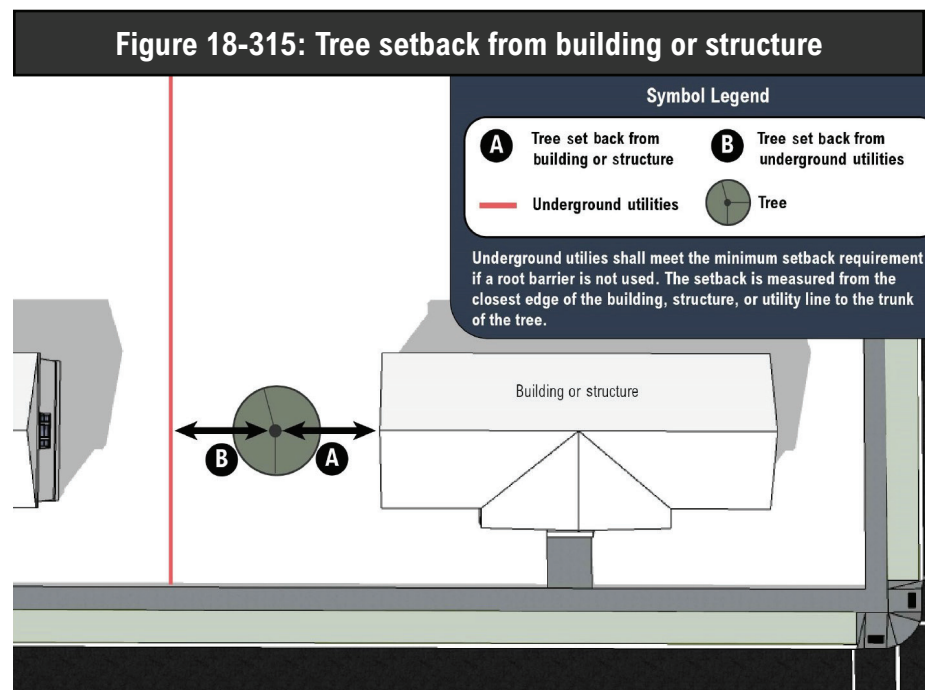 Figure 18-315: Tree setback from building or structure
Symbol Legend
A
Tree set back from
building or structure
B
Tree set back from
underground utilities
Underground utilities
Tree
Underground utilies shall meet the minimum setback requirement
if a root barrier is not used. The setback is measured from the
closest edge of the building, structure, or utility line to the trunk
of the tree.
Building or structure
B
A